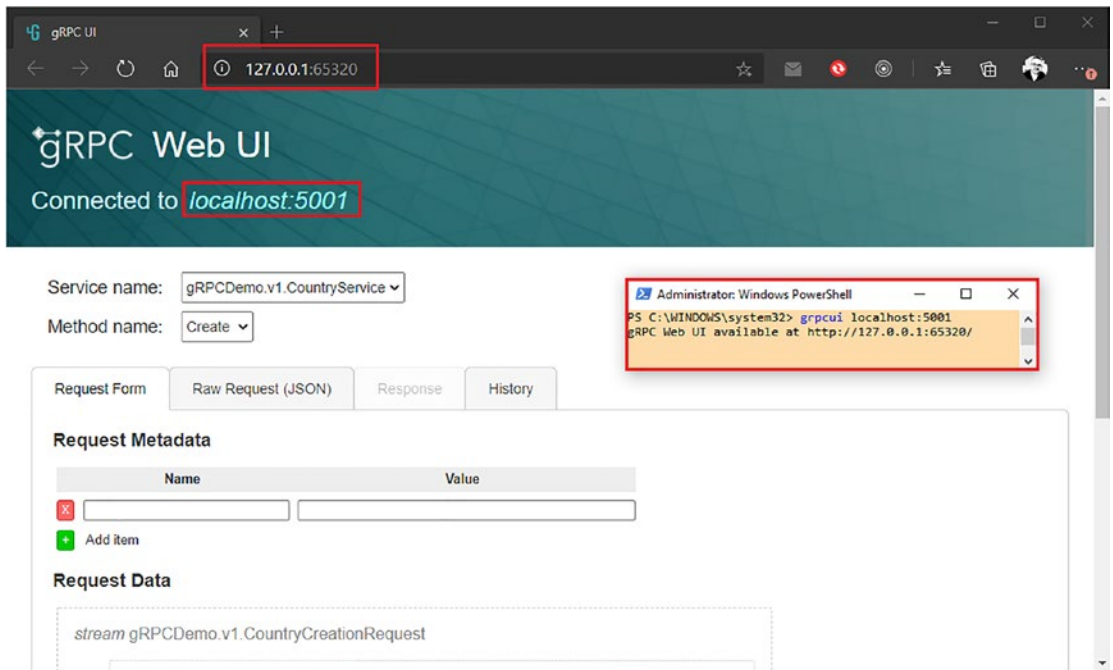 gRPC UI
127.0.0.1:65320
gRPC Web UI
Connected to localhost:5001
Service name: gRPCDemo.v1.CountryService
Method name: Create
Administrator: Windows PowerShell
PS C:\WINDOWS\system32> grpcui localhost:5001
gRPC Web UI available at http://127.0.0.1:65320/
Request Form Raw Request (JSON) Response History
Request Metadata
Name Value
X
+ Add item
Request Data
stream gRPCDemo.v1.CountryCreationRequest